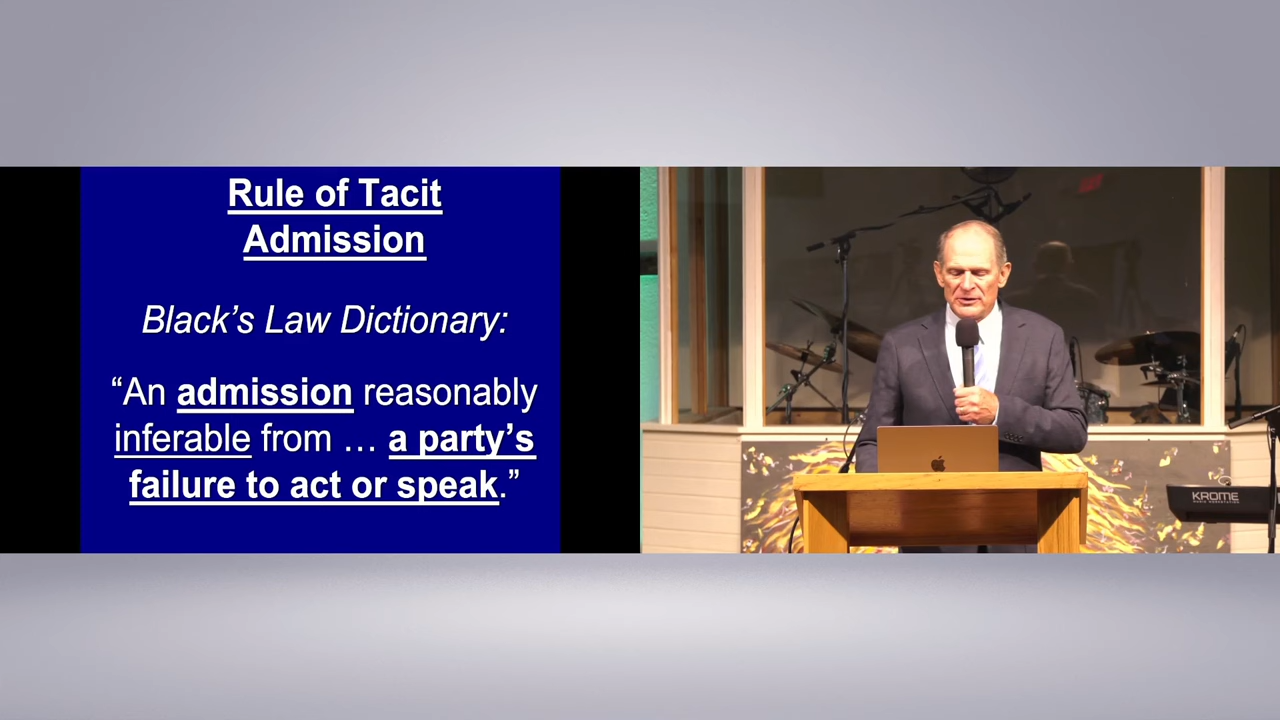 Rule of Tacit
Admission
Black’s Law Dictionary:
“An admission reasonably
inferable from … a party’s
failure to act or speak.”
KROME